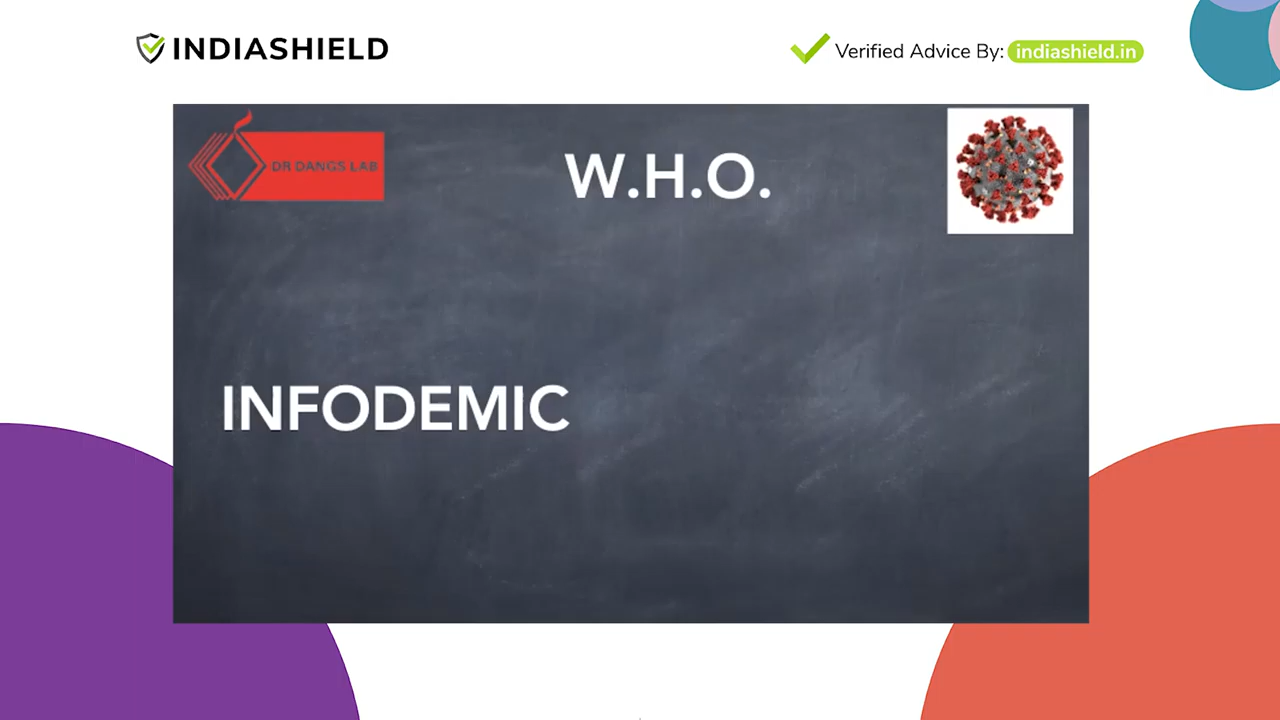 INDIASHIELD
Verified Advice By: indiashield.in
DR DANGS LAB
W.H.O.
INFODEMIC